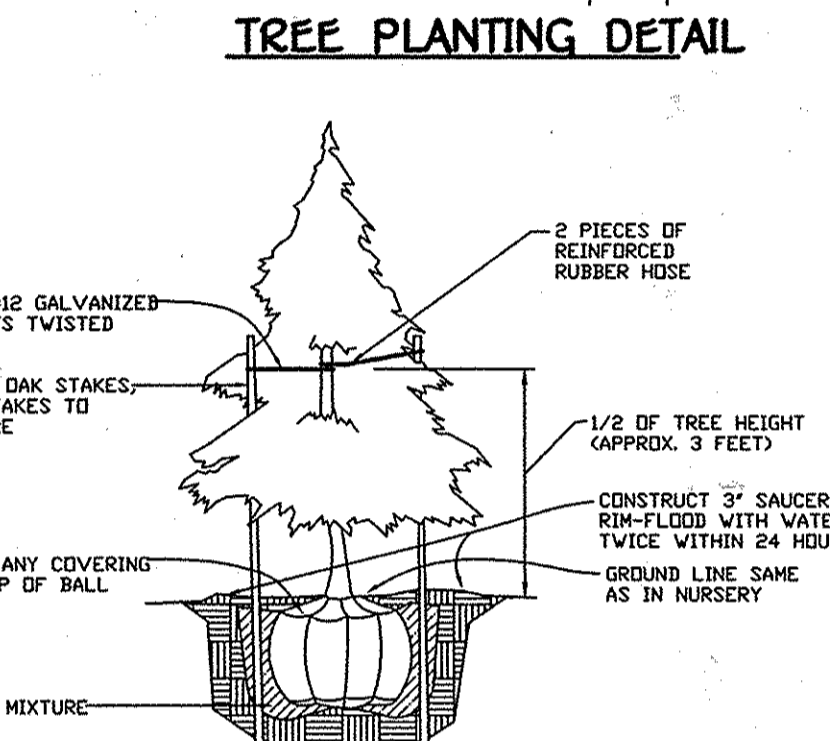 TREE PLANTING DETAIL
2 PIECES OF
REINFORCED
RUBBER HOSE
12 GALVANIZED
TWISTED
OAK STAKES,
TO
1/2 OF TREE HEIGHT
(APPROX. 3 FEET)
CONSTRUCT 3" SAUCER
RIM-FLOOD WITH WATE
TWICE WITHIN 24 HOU
ANY COVERING
OF BALL
GROUND LINE SAME
AS IN NURSERY
MIXTURE